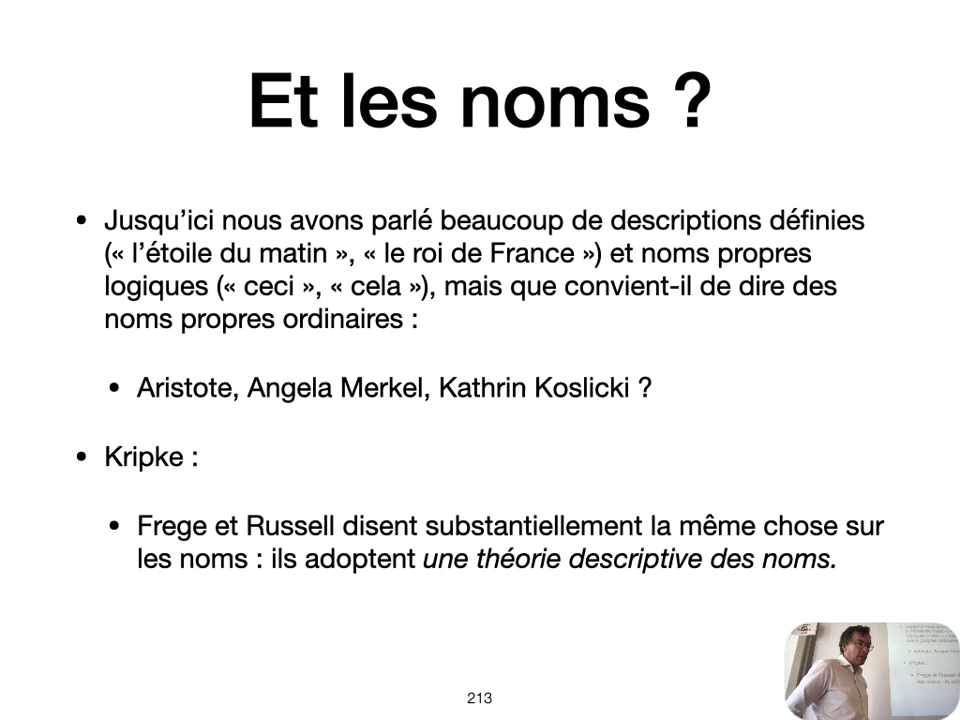 Et les noms ?
• Jusqu’ici nous avons parlé beaucoup de descriptions définies
(« l’étoile du matin », « le roi de France ») et noms propres
logiques (« ceci », « cela »), mais que convient-il de dire des
noms propres ordinaires :
• Aristote, Angela Merkel, Kathrin Koslicki ?
• Kripke :
• Frege et Russell disent substantiellement la même chose sur
les noms : ils adoptent une théorie descriptive des noms.
213